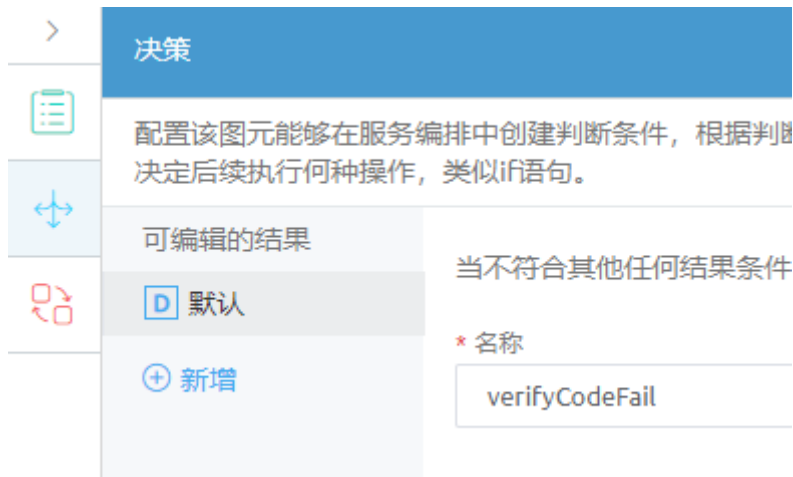 决策
配置该图元能够在服务编排中创建判断条件，根据判断
决定后续执行何种操作，类似if语句。
可编辑的结果
当不符合其他任何结果条件
D 默认
* 名称
新增
verifyCodeFail